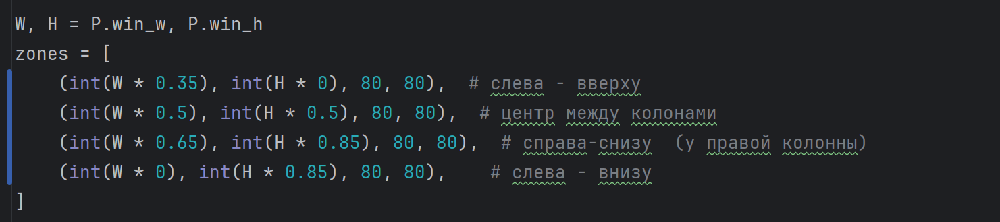 W, H = P.win_w, P.win_h
zones = [
    (int(W * 0.35), int(H * 0), 80, 80),  # слева - вверху
    (int(W * 0.5), int(H * 0.5), 80, 80),  # центр между колонами
    (int(W * 0.65), int(H * 0.85), 80, 80),  # справа-снизу  (у правой колонны)
    (int(W * 0), int(H * 0.85), 80, 80),    # слева - внизу
]